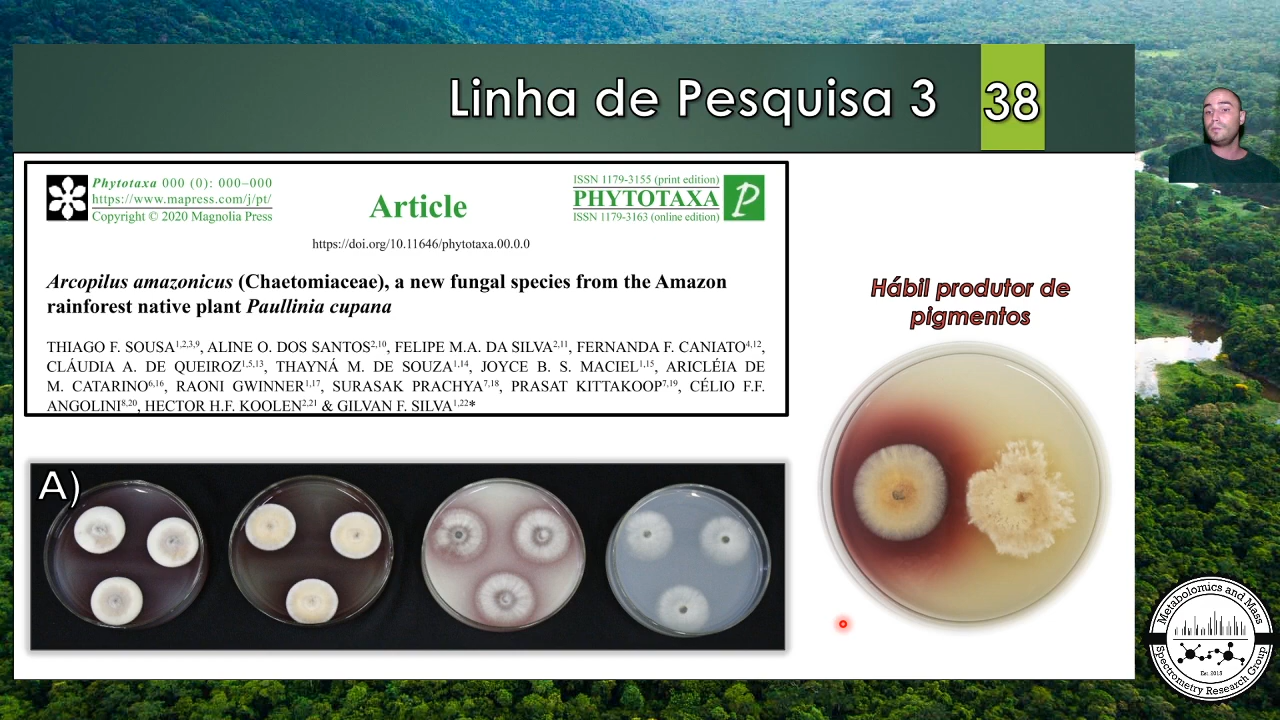 Linha de Pesquisa 3
38
Phytotaxa 000 (0): 000–000
https://www.mapress.com/j/pt/
Copyright © 2020 Magnolia Press
Article
ISSN 1179-3155 (print edition)
PHYTOTAXA
ISSN 1179-3163 (online edition)
P
https://doi.org/10.11646/phytotaxa.00.0.0
Arcopilus amazonicus (Chaetomiaceae), a new fungal species from the Amazon
rainforest native plant Paullinia cupana
THIAGO F. SOUSA1,2,3,9, ALINE O. DOS SANTOS2,10, FELIPE M.A. DA SILVA2,11, FERNANDA F. CANIATO4,12,
CLÁUDIA A. DE QUEIROZ1,5,13, THAYNÁ M. DE SOUZA1,14, JOYCE B. S. MACIEL1,15, ARICLÉIA DE
M. CATARINO6,16, RAONI GWINNER1,17, SURASAK PRACHYA7,18, PRASAT KITTAKOOP7,19, CÉLIO F.F.
ANGOLINI8,20, HECTOR H.F. KOOLEN2,21 & GILVAN F. SILVA1,22*
Hábil produtor de
pigmentos
A)
Metabolomics and Mass
Spectrometry Research Group
Est. 2013